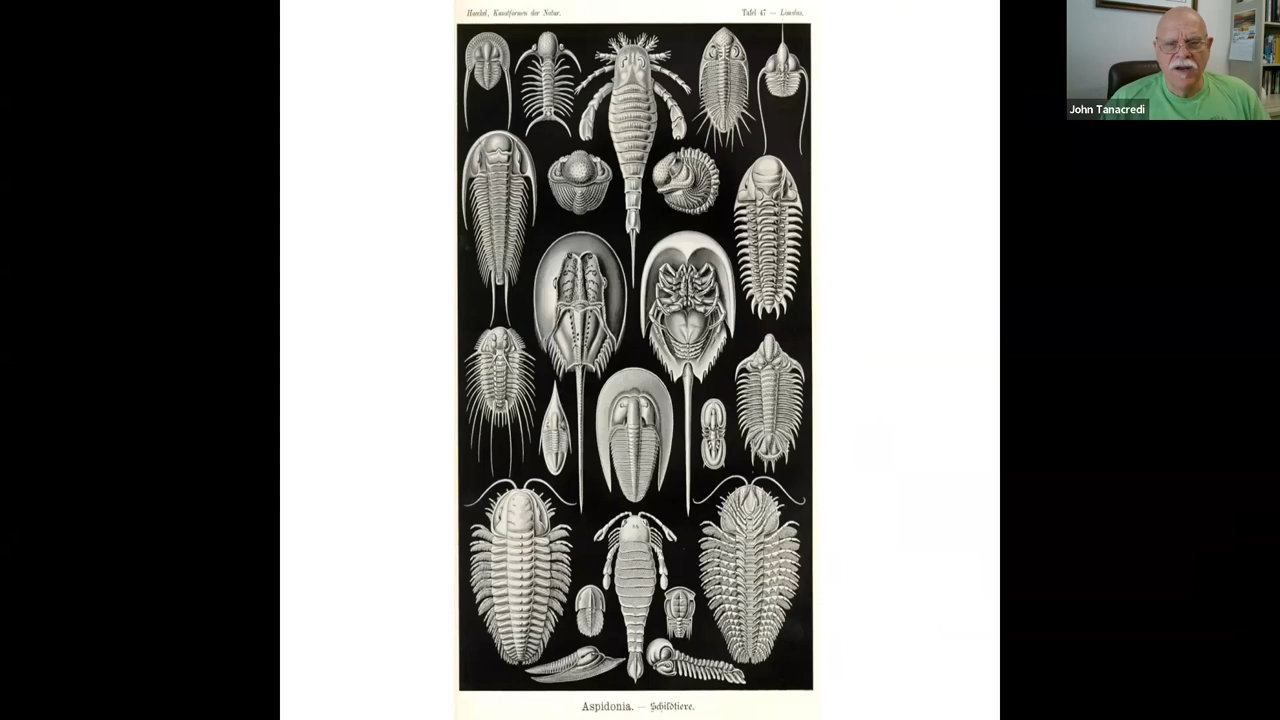 Haeckel, Kunstformen der Natur.
Tafel 47 — Limulus.
John Tanacredi
Aspidonia. — Schildtiere.